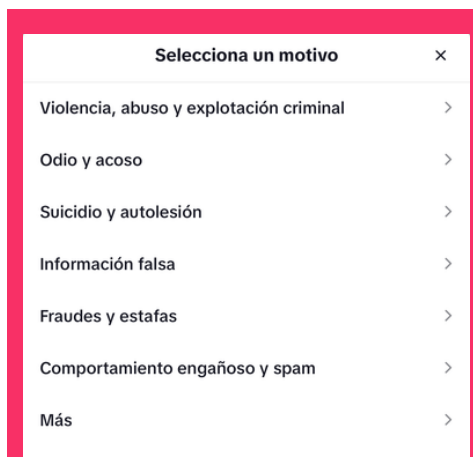 Selecciona un motivo
Violencia, abuso y explotación criminal
Odio y acoso
Suicidio y autolesión
Información falsa
Fraudes y estafas
Comportamiento engañoso y spam
Más